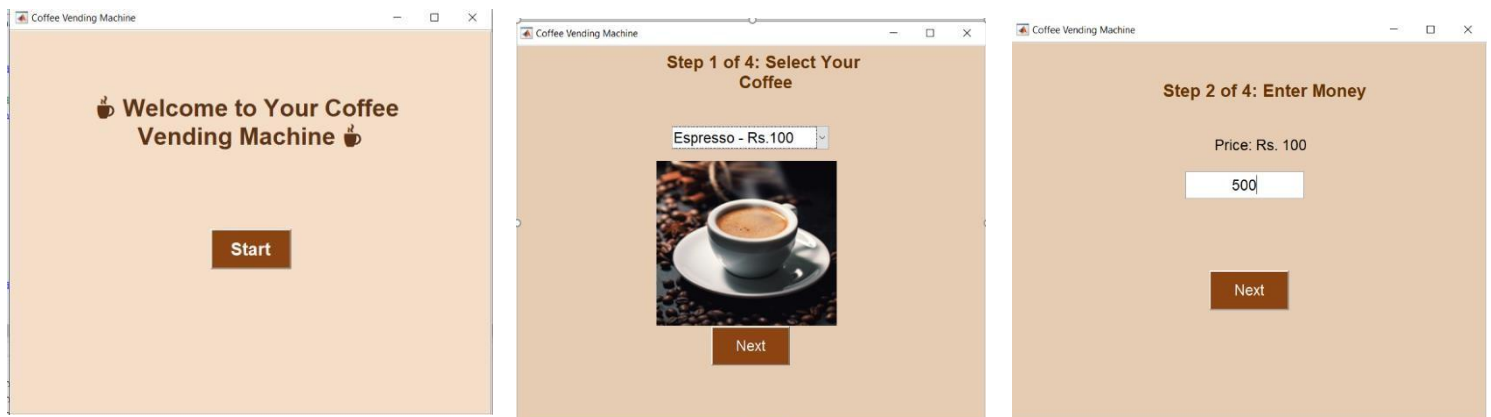 Coffee Vending Machine
☕ Welcome to Your Coffee
Vending Machine ☕
Start
Coffee Vending Machine
Step 1 of 4: Select Your
Coffee
Espresso - Rs.100
Next
Coffee Vending Machine
Step 2 of 4: Enter Money
Price: Rs. 100
500
Next